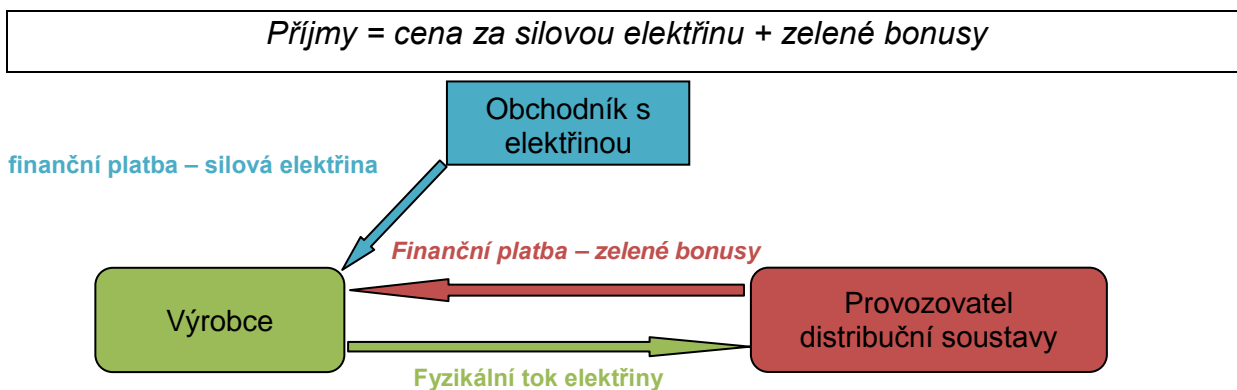 Příjmy = cena za silovou elektřinu + zelené bonusy
Obchodník s
elektřinou
finanční platba – silová elektřina
Finanční platba – zelené bonusy
Výrobce
Provozovatel
distribuční soustavy
Fyzikální tok elektřiny